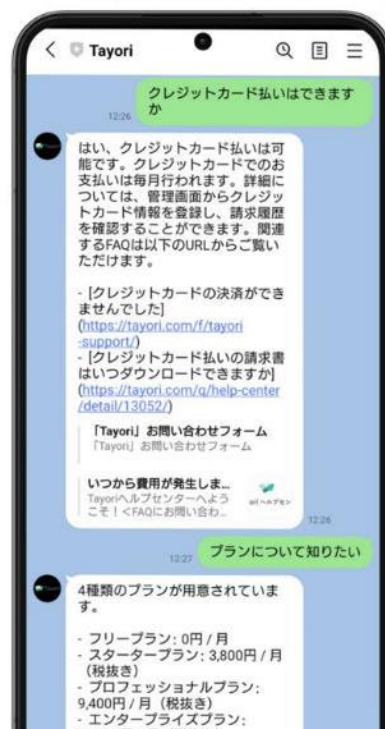 Tayori
クレジットカード払いはできます
か
12:26
はい、クレジットカード払いは可
能です。クレジットカードでのお
支払いは毎月行われます。詳細に
ついては、管理画面からクレジッ
トカード情報を登録し、請求履歴
を確認することができます。関連
するFAQは以下のURLからご覧い
ただけます。
- [クレジットカードの決済ができ
ませんでした]
(https://tayori.com/f/tayori
-support/)
- [クレジットカード払いの請求書
はいつダウンロードできますか]
(https://tayori.com/q/help-center
/detail/13052/)
「Tayori」お問い合わせフォーム
「Tayori」お問い合わせフォーム
いつから費用が発生しま...
Tayoriヘルプセンターへよう
こそ！<FAQにお問い合わ...
12:26
12:27
プランについて知りたい
4種類のプランが用意されていま
す。
- フリープラン: 0円 / 月
- スタータープラン: 3,800円 / 月
（税抜き）
- プロフェッショナルプラン:
9,400円 / 月（税抜き）
- エンタープライズプラン: